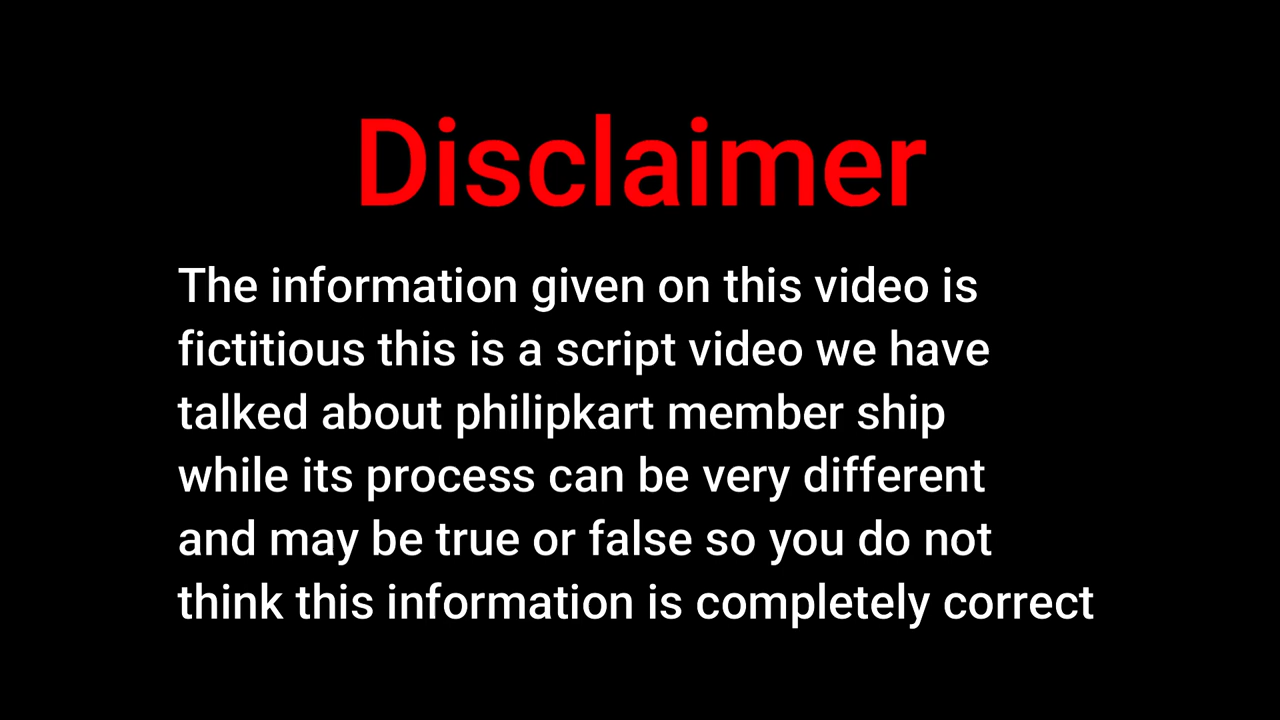 Disclaimer
The information given on this video is
fictitious this is a script video we have
talked about philipkart member ship
while its process can be very different
and may be true or false so you do not
think this information is completely correct